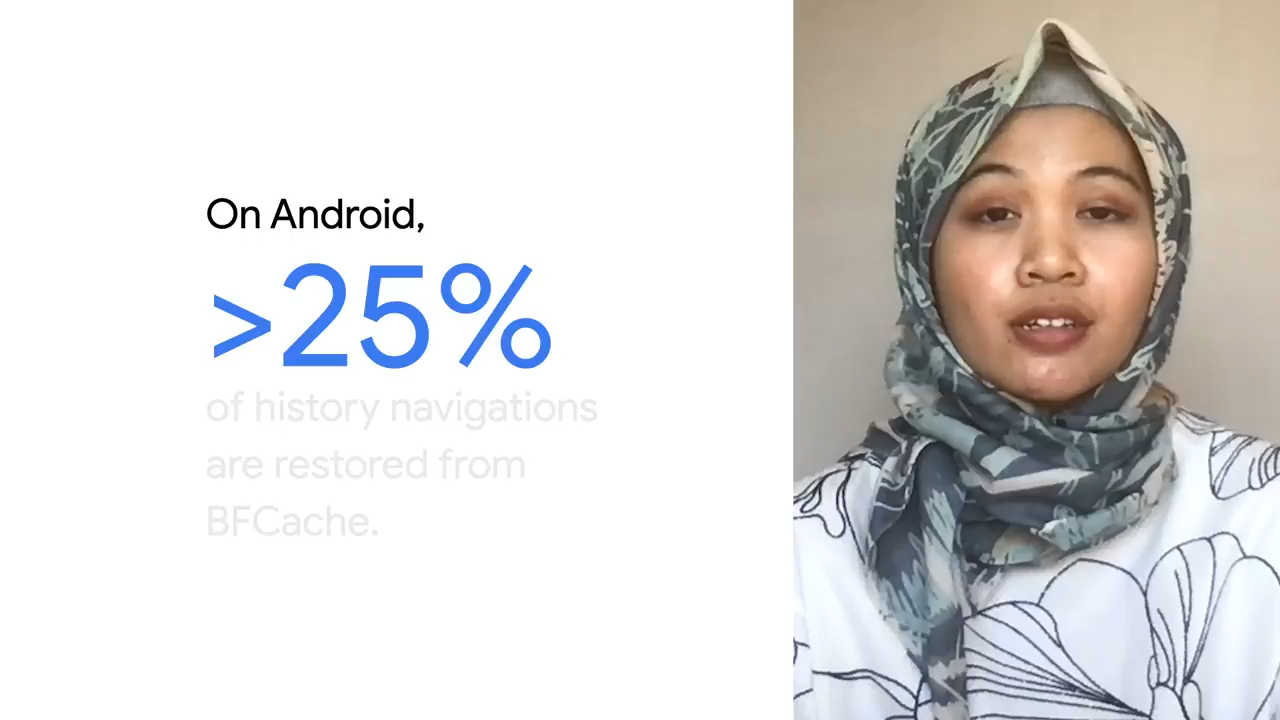 On Android,
>25%
of history navigations
are restored from
BFCache.